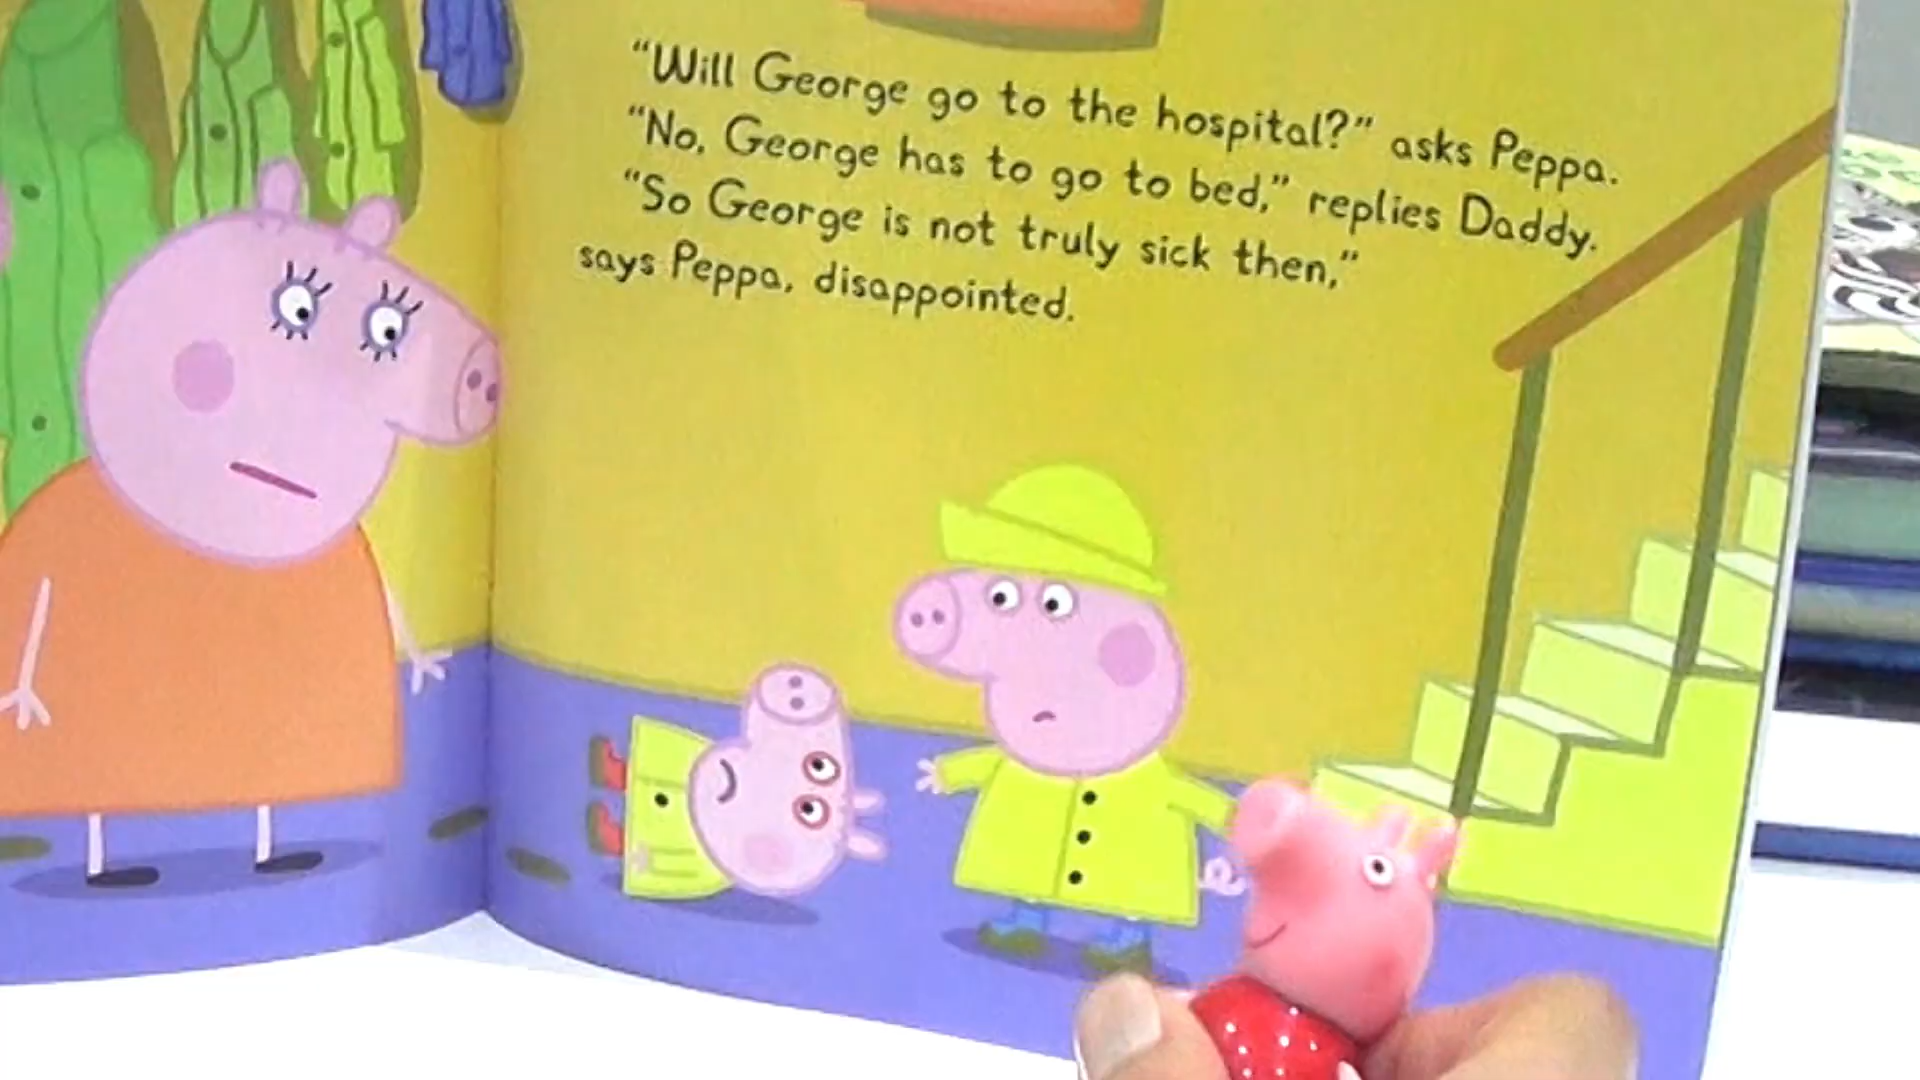 “Will George go to the hospital?” asks Peppa.
“No, George has to go to bed,” replies Daddy.
“So George is not truly sick then,”
says Peppa, disappointed.